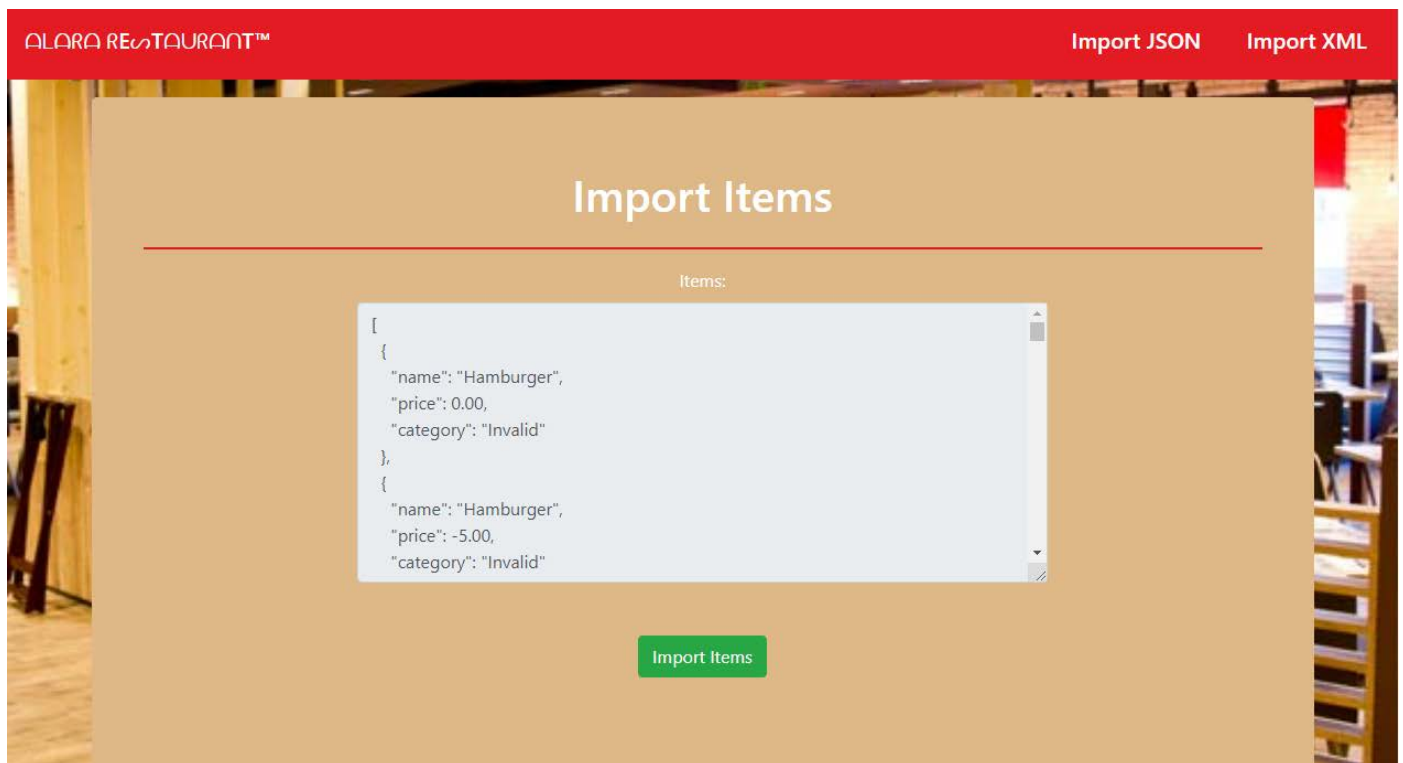 ALARA RESTAURANT™
Import JSON
Import XML
Import Items
Items:
[
{
"name": "Hamburger",
"price": 0.00,
"category": "Invalid"
},
{
"name": "Hamburger",
"price": -5.00,
"category": "Invalid"
Import Items